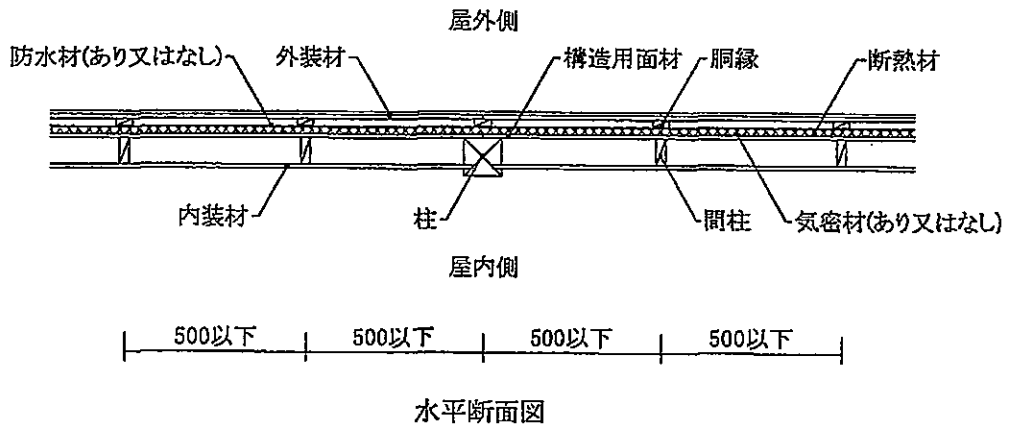 屋外側
防水材(あり又はなし)
外装材
構造用面材
胴縁
断熱材
内装材
柱
間柱
気密材(あり又はなし)
屋内側
500以下
500以下
500以下
500以下
水平断面図